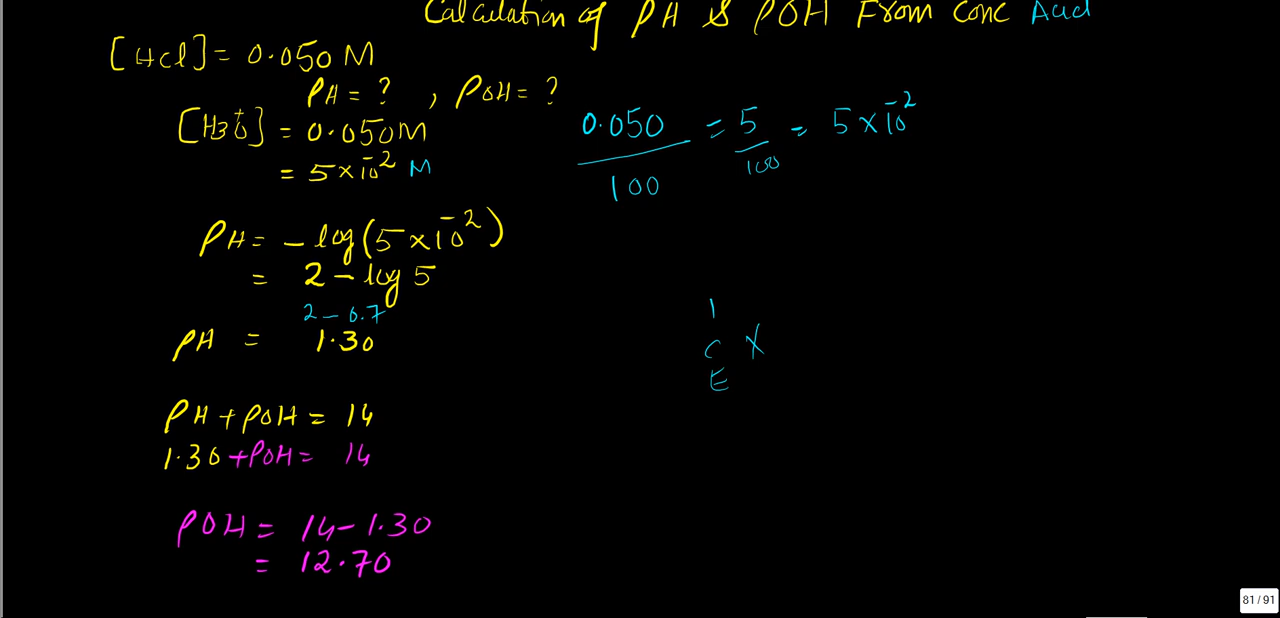 Calculation of PH & POH From Conc Acid
[HCl] = 0.050 M
PH = ? , POH = ?
[H3O+] = 0.050 M
= 5 × 10^-2 M
0.050 / 100 = 5 / 100 = 5 × 10^-2
PH = - log (5 × 10^-2)
= 2 - log 5
2 - 0.7
PH = 1.30
I
C X
E
PH + POH = 14
1.30 + POH = 14
POH = 14 - 1.30
= 12.70
81 / 91